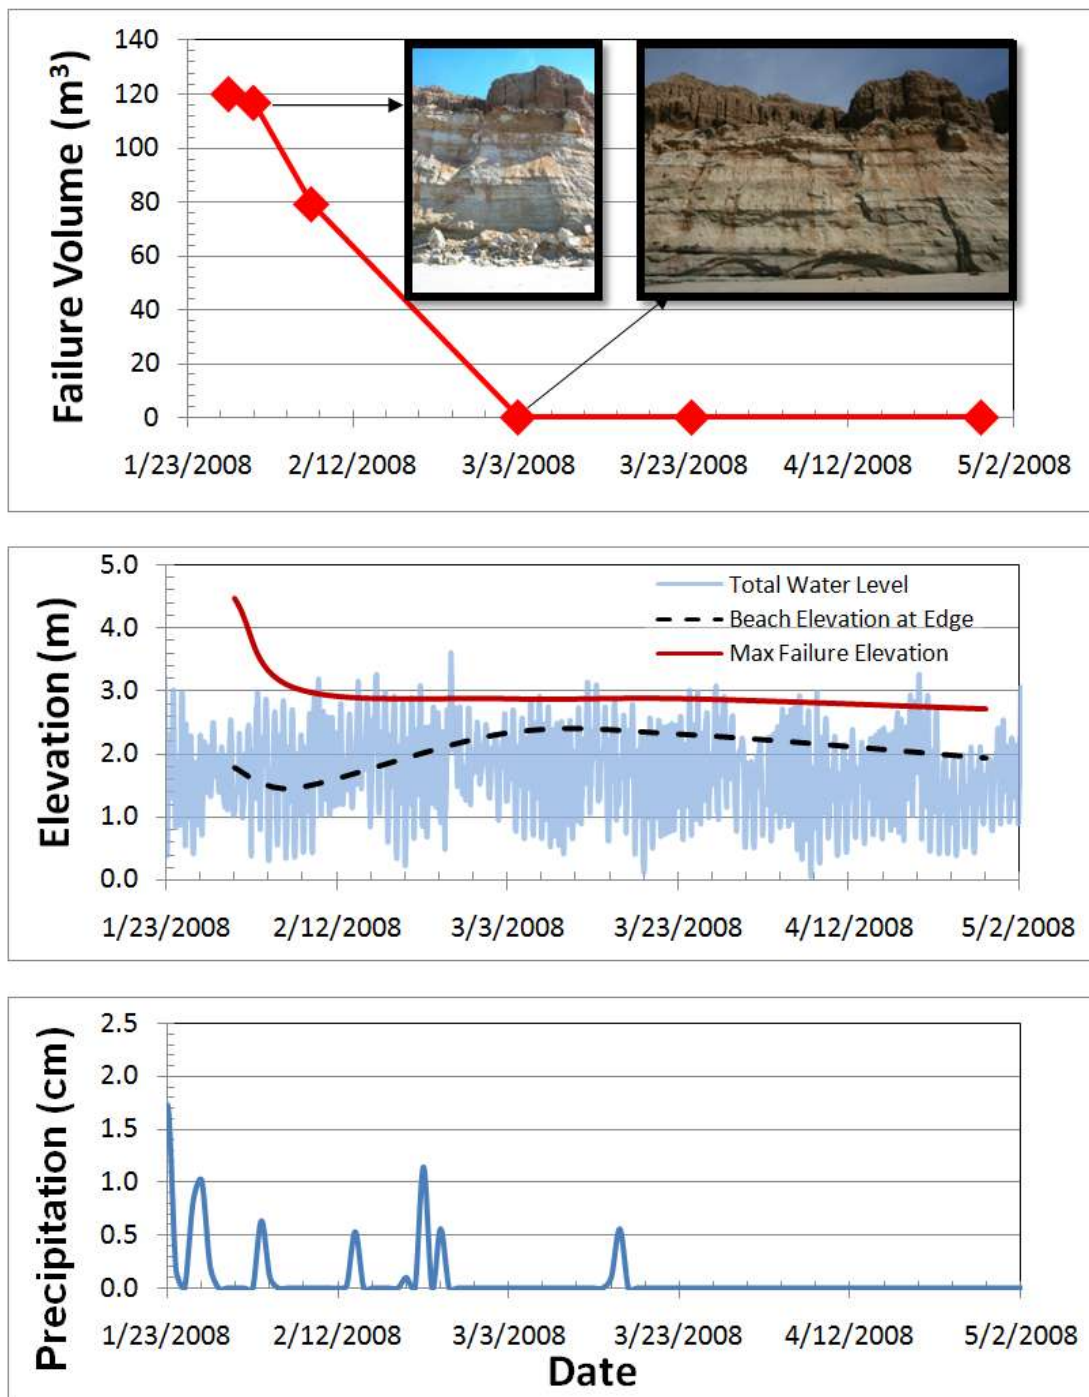 Failure Volume (m³)
140
120
100
80
60
40
20
0
1/23/2008 2/12/2008 3/3/2008 3/23/2008 4/12/2008 5/2/2008
Elevation (m)
5.0
4.0
3.0
2.0
1.0
0.0
Total Water Level
Beach Elevation at Edge
Max Failure Elevation
1/23/2008 2/12/2008 3/3/2008 3/23/2008 4/12/2008 5/2/2008
Precipitation (cm)
2.5
2.0
1.5
1.0
0.5
0.0
1/23/2008 2/12/2008 3/3/2008 3/23/2008 4/12/2008 5/2/2008
Date